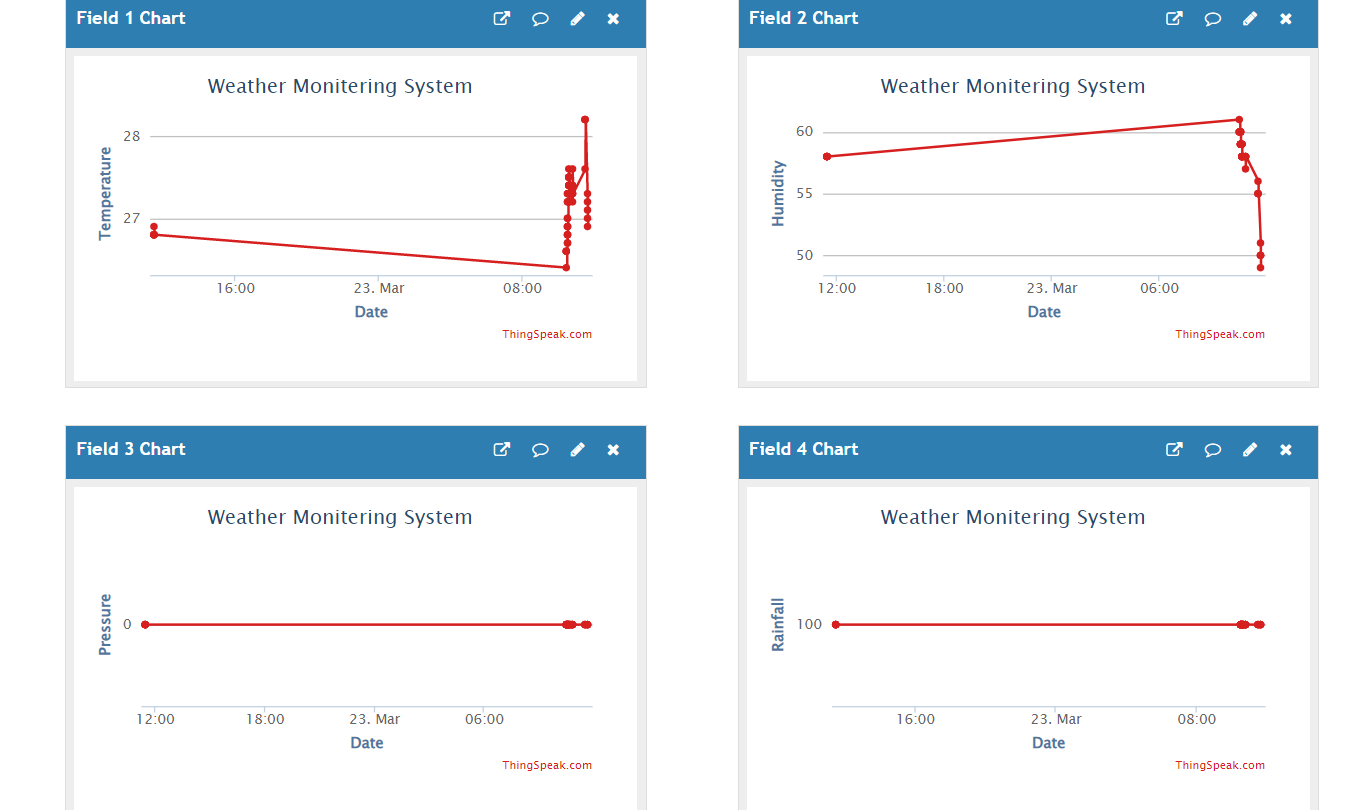 Field 1 Chart
Weather Monitering System
Temperature
28
27
16:00 23. Mar 08:00
Date
ThingSpeak.com
Field 2 Chart
Weather Monitering System
Humidity
60
55
50
12:00 18:00 23. Mar 06:00
Date
ThingSpeak.com
Field 3 Chart
Weather Monitering System
Pressure
0
12:00 18:00 23. Mar 06:00
Date
ThingSpeak.com
Field 4 Chart
Weather Monitering System
Rainfall
100
16:00 23. Mar 08:00
Date
ThingSpeak.com